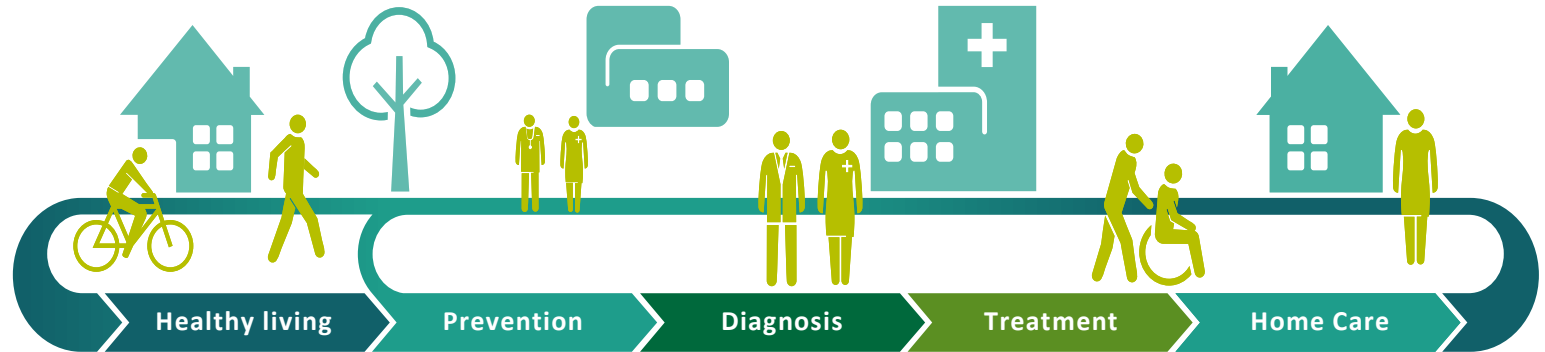 Healthy living
Prevention
Diagnosis
Treatment
Home Care